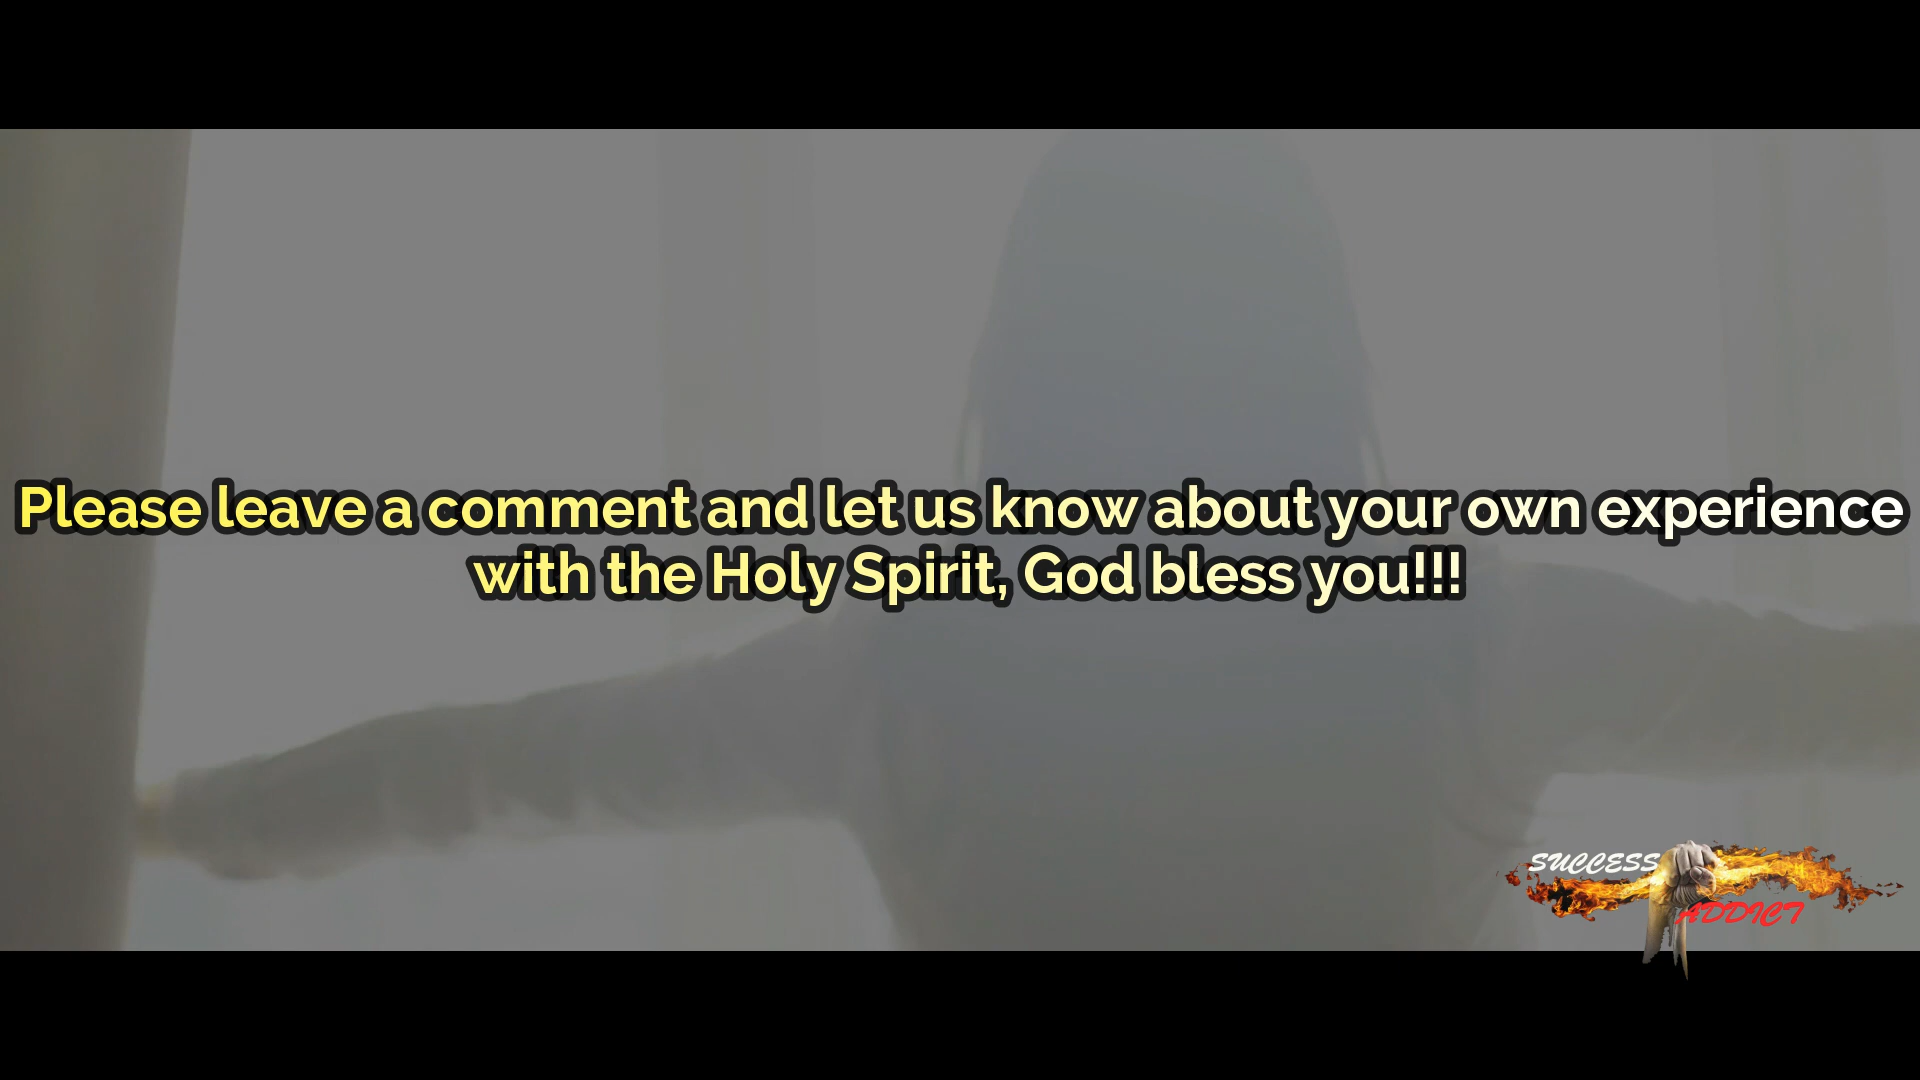 Please leave a comment and let us know about your own experience
with the Holy Spirit, God bless you!!!
SUCCESS
ADDICT